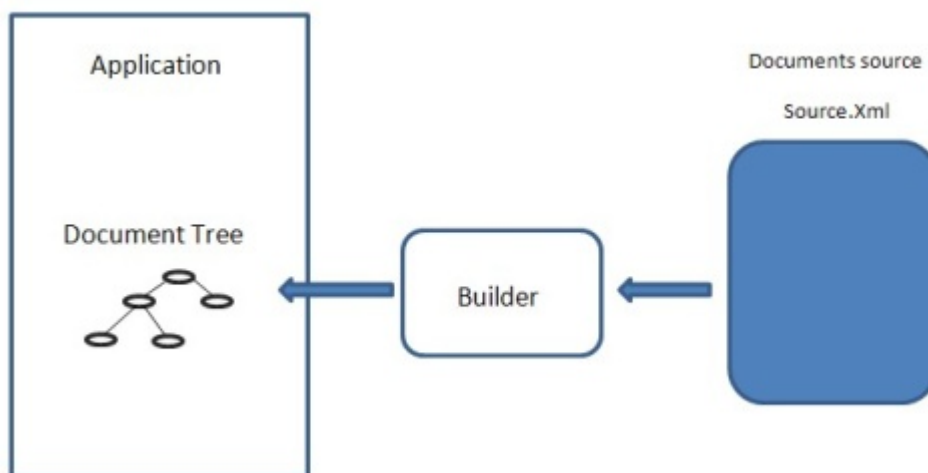 Application
Documents source
Source.Xml
Document Tree
Builder